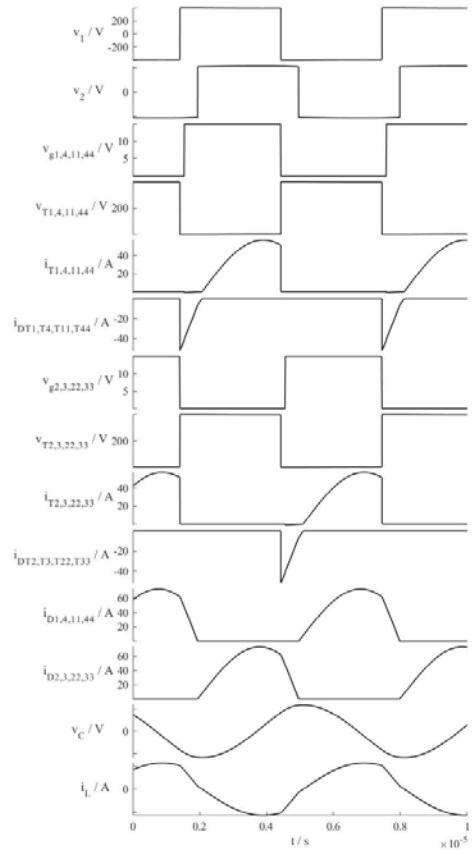 v1 / V
200
0
-200
v2 / V
0
vg1,4,11,44 / V
15
5
vT1,4,11,44 / V
200
iT1,4,11,44 / A
40
20
iDT1,T4,T11,T44 / A
-20
-40
vg2,3,22,33 / V
15
5
vT2,3,22,33 / V
200
iT2,3,22,33 / A
40
20
iDT2,T3,T22,T33 / A
-20
-40
iD1,4,11,44 / A
60
40
20
iD2,3,22,33 / A
60
40
20
vC / V
0
iL / A
0
0 0.2 0.4 0.6 0.8 1
t / s
×10-5